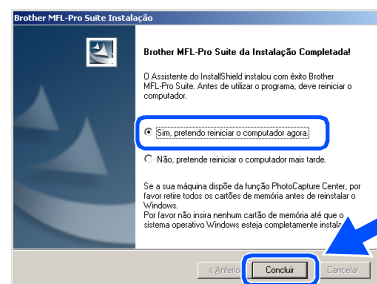 Brother MFL-Pro Suite Instalação
Brother MFL-Pro Suite da Instalação Completada!
O Assistente do InstallShield instalou com êxito Brother
MFL-Pro Suite. Antes de utilizar o programa, deve reiniciar o
computador.
Sim, pretendo reiniciar o computador agora.
Não, pretende reiniciar o computador mais tarde.
Se a sua máquina dispõe da função PhotoCapture Center, por
favor retire todos os cartões de memória antes de reinstalar o
Windows.
Por favor não insira nenhum cartão de memória até que o
sistema operativo Windows esteja completamente
< Anterio
Concluir
Cancelar